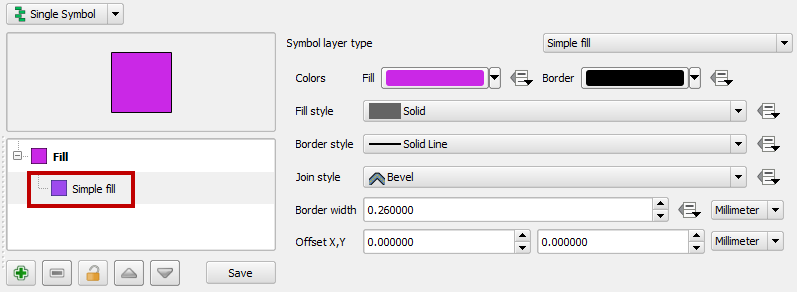 Single Symbol
Symbol layer type Simple fill
Colors Fill Border
Fill style Solid
Border style Solid Line
Join style Bevel
Border width 0.260000 Millimeter
Offset X,Y 0.000000 0.000000 Millimeter
Fill
Simple fill
Save